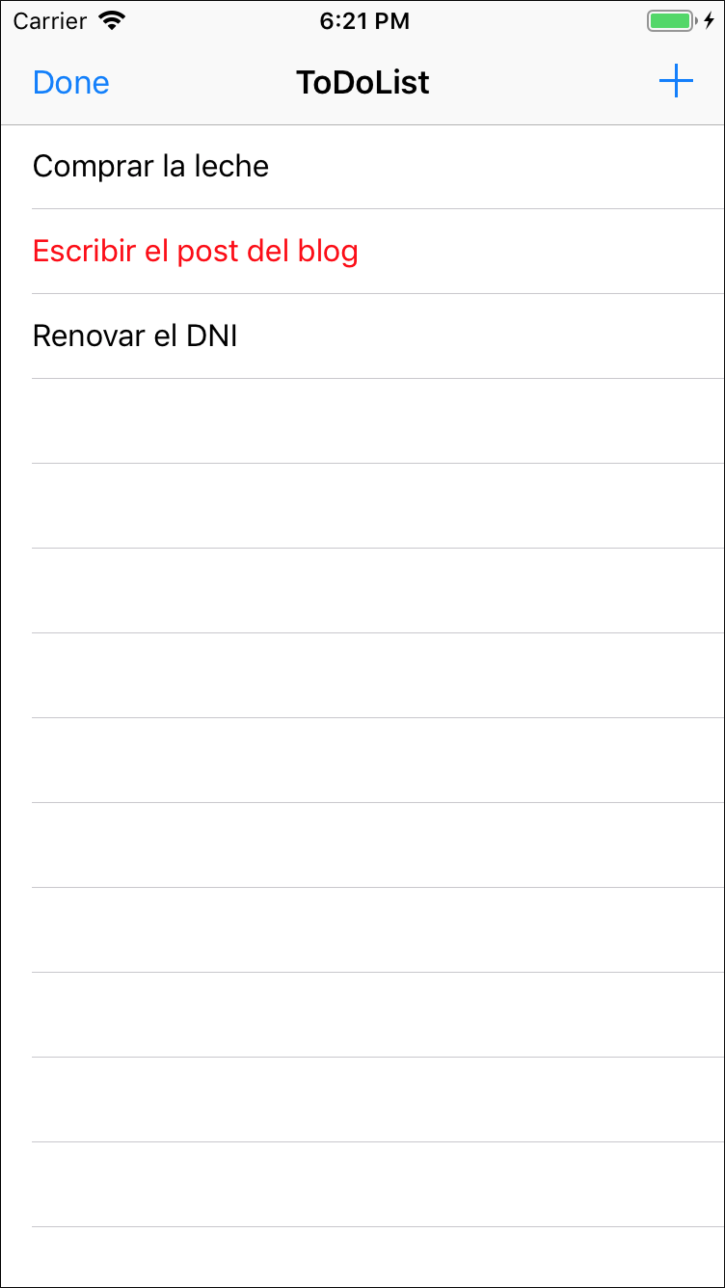 Carrier 6:21 PM
Done ToDoList +
Comprar la leche
Escribir el post del blog
Renovar el DNI